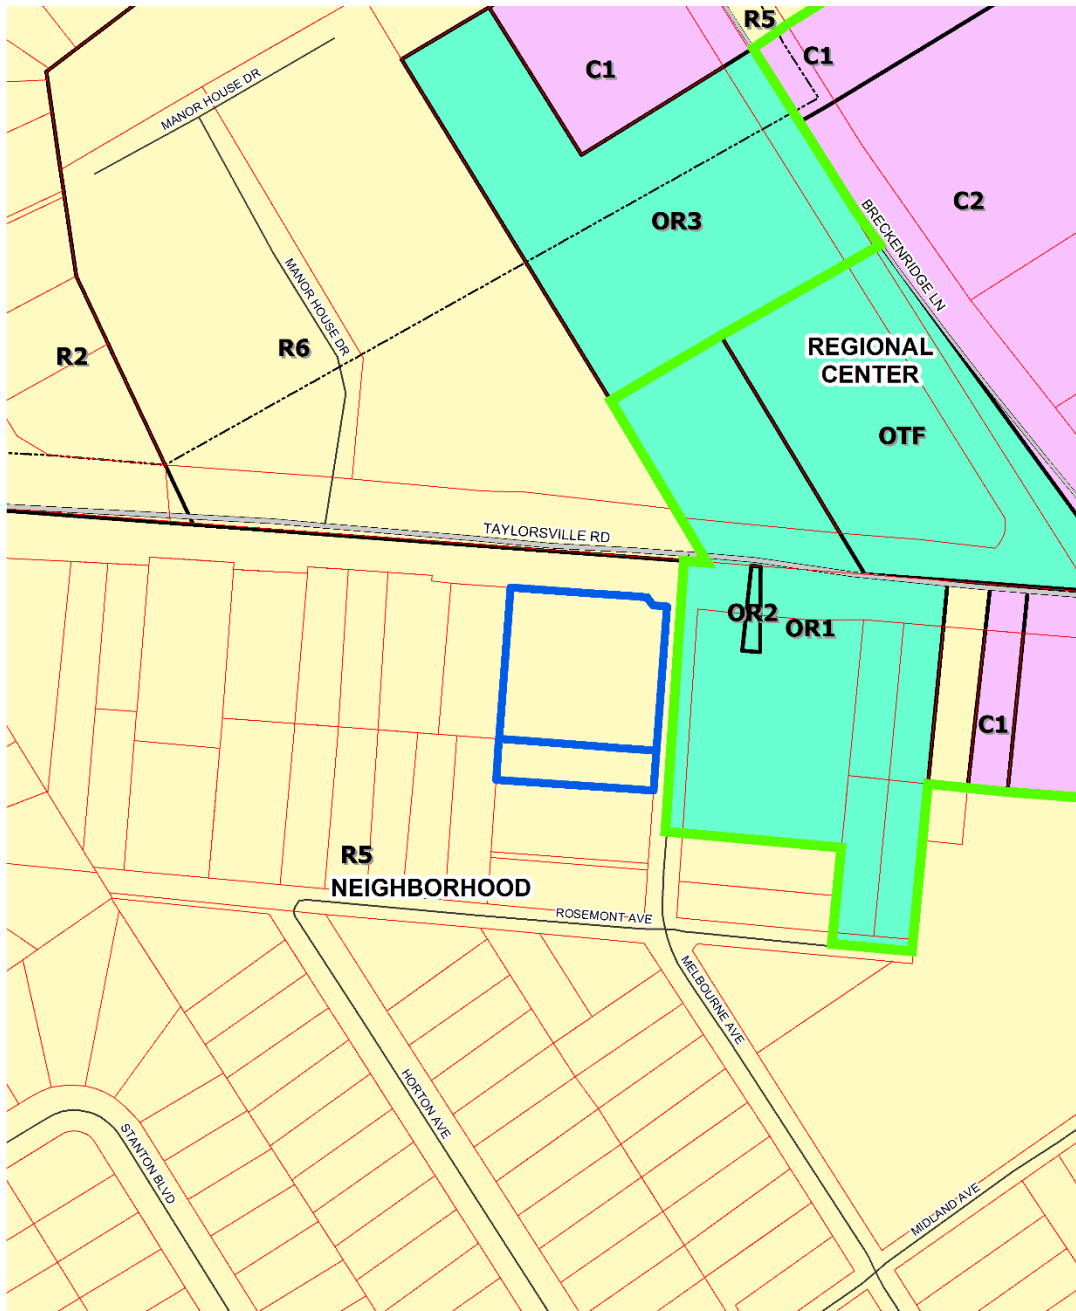 R5
C1
C1
MANOR HOUSE DR
C2
OR3
BRECKENRIDGE LN
MANOR HOUSE DR
R6
R2
REGIONAL
CENTER
OTF
TAYLORSVILLE RD
OR2
OR1
C1
R5
NEIGHBORHOOD
ROSEMONT AVE
MELBOURNE AVE
HORTON AVE
STANTON BLVD
MIDLAND AVE